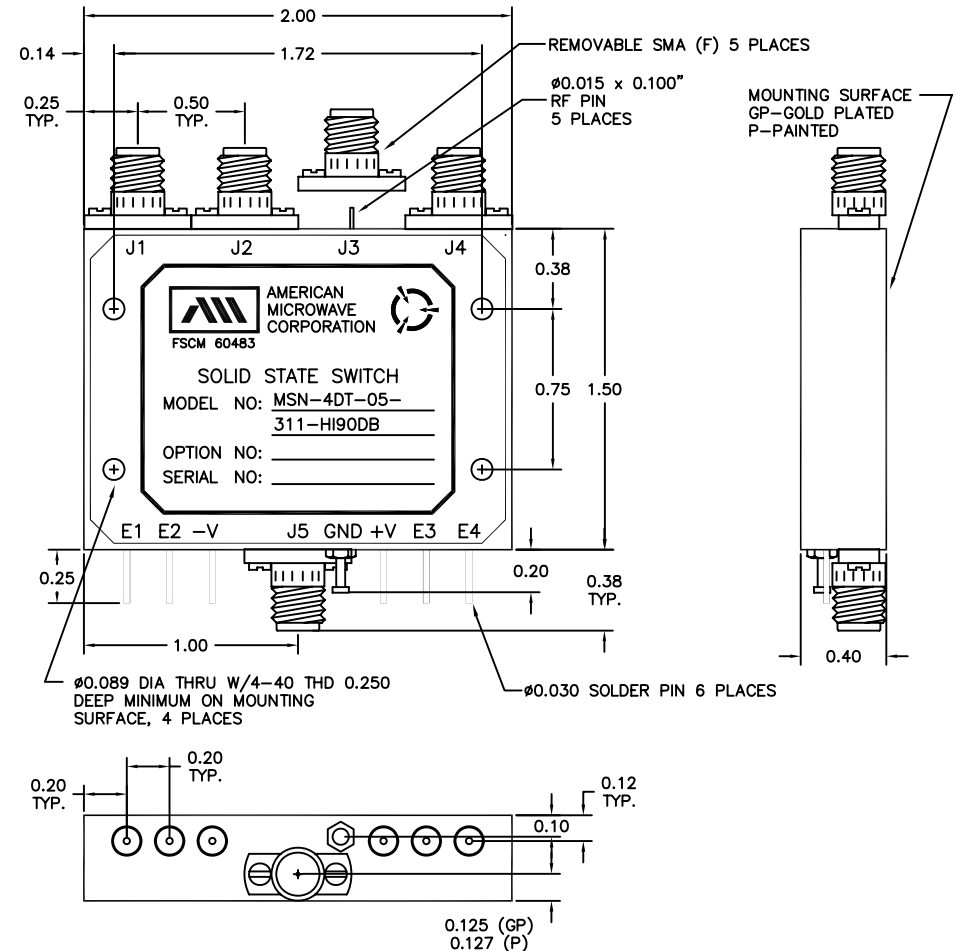 2.00
0.14
1.72
REMOVABLE SMA (F) 5 PLACES
0.25
TYP.
0.50
TYP.
ø0.015 x 0.100"
RF PIN
5 PLACES
MOUNTING SURFACE
GP-GOLD PLATED
P-PAINTED
J1 J2 J3 J4
0.38
AMERICAN
MICROWAVE
CORPORATION
FSCM 60483
SOLID STATE SWITCH
MODEL NO: MSN-4DT-05-
311-HI90DB
OPTION NO:
SERIAL NO:
0.75
1.50
E1 E2 -V J5 GND +V E3 E4
0.25
0.20
0.38
TYP.
1.00
0.40
ø0.089 DIA THRU W/4-40 THD 0.250
DEEP MINIMUM ON MOUNTING
SURFACE, 4 PLACES
ø0.030 SOLDER PIN 6 PLACES
0.20
TYP.
0.20
TYP.
0.12
TYP.
0.10
0.125 (GP)
0.127 (P)